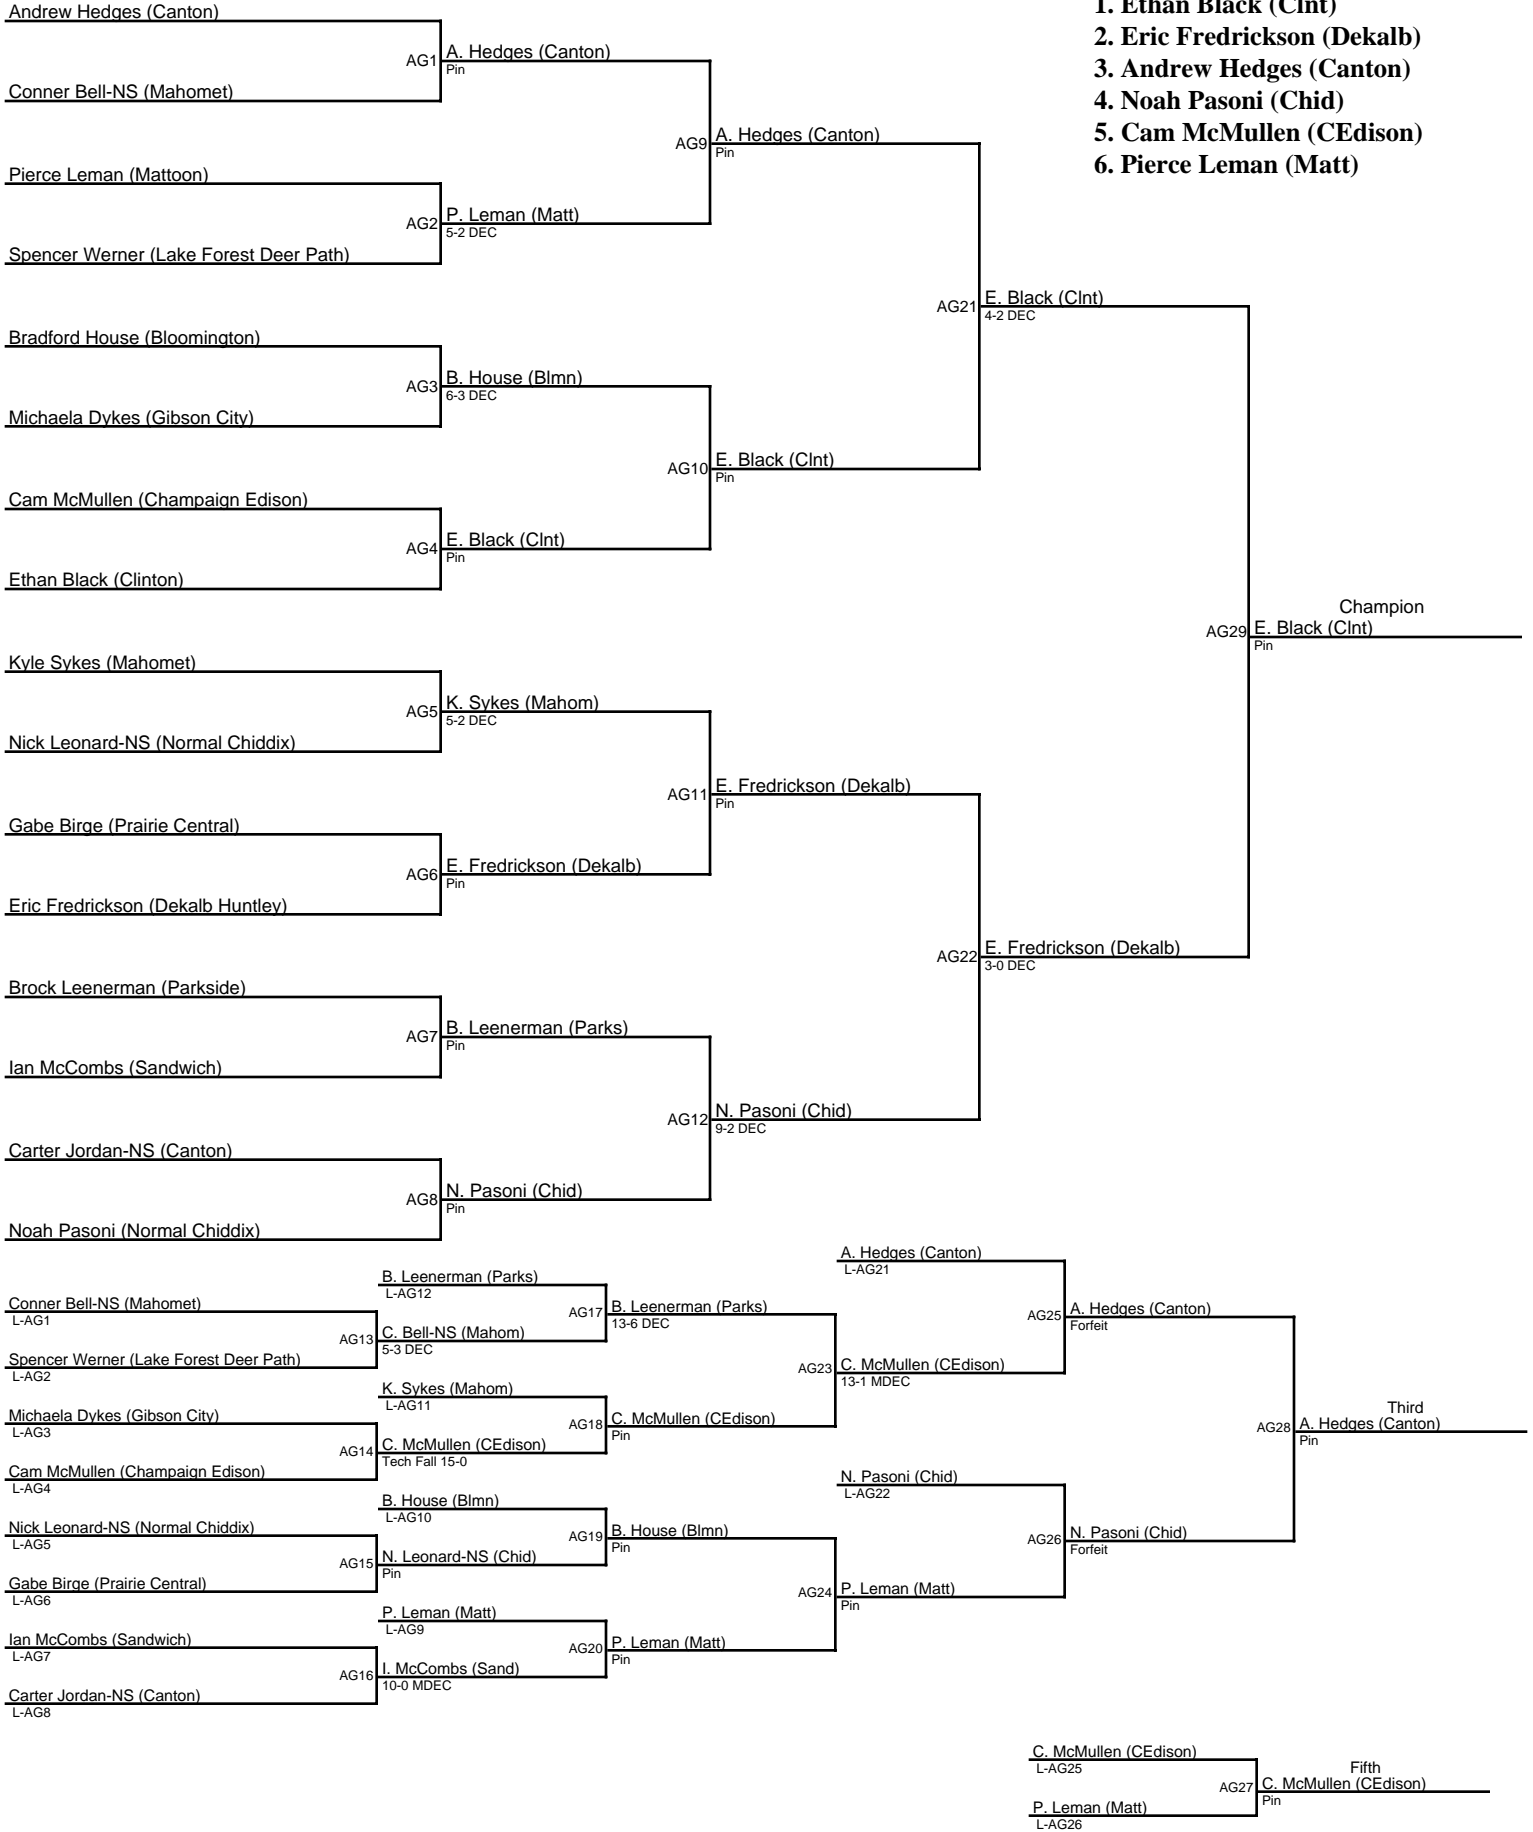 1. Ethan Black (Clnt)
2. Eric Fredrickson (Dekalb)
3. Andrew Hedges (Canton)
4. Noah Pasoni (Chid)
5. Cam McMullen (CEdison)
6. Pierce Leman (Matt)
Andrew Hedges (Canton)
AG1 A. Hedges (Canton)
Pin
Conner Bell-NS (Mahomet)
AG9 A. Hedges (Canton)
Pin
Pierce Leman (Mattoon)
AG2 P. Leman (Matt)
5-2 DEC
Spencer Werner (Lake Forest Deer Path)
AG21 E. Black (Clnt)
4-2 DEC
Bradford House (Bloomington)
AG3 B. House (Blmn)
6-3 DEC
Michaela Dykes (Gibson City)
AG10 E. Black (Clnt)
Pin
Cam McMullen (Champaign Edison)
AG4 E. Black (Clnt)
Pin
Ethan Black (Clinton)
Champion
AG29 E. Black (Clnt)
Pin
Kyle Sykes (Mahomet)
AG5 K. Sykes (Mahom)
5-2 DEC
Nick Leonard-NS (Normal Chiddix)
AG11 E. Fredrickson (Dekalb)
Pin
Gabe Birge (Prairie Central)
AG6 E. Fredrickson (Dekalb)
Pin
Eric Fredrickson (Dekalb Huntley)
AG22 E. Fredrickson (Dekalb)
3-0 DEC
Brock Leenerman (Parkside)
AG7 B. Leenerman (Parks)
Pin
Ian McCombs (Sandwich)
AG12 N. Pasoni (Chid)
9-2 DEC
Carter Jordan-NS (Canton)
AG8 N. Pasoni (Chid)
Pin
Noah Pasoni (Normal Chiddix)
Conner Bell-NS (Mahomet)
L-AG1
Spencer Werner (Lake Forest Deer Path)
L-AG2
Michaela Dykes (Gibson City)
L-AG3
Cam McMullen (Champaign Edison)
L-AG4
Nick Leonard-NS (Normal Chiddix)
L-AG5
Gabe Birge (Prairie Central)
L-AG6
Ian McCombs (Sandwich)
L-AG7
Carter Jordan-NS (Canton)
L-AG8
B. Leenerman (Parks)
L-AG12
AG13 C. Bell-NS (Mahom)
5-3 DEC
K. Sykes (Mahom)
L-AG11
AG14 C. McMullen (CEdison)
Tech Fall 15-0
B. House (Blmn)
L-AG10
AG15 N. Leonard-NS (Chid)
Pin
P. Leman (Matt)
L-AG9
AG16 I. McCombs (Sand)
10-0 MDEC
AG17 B. Leenerman (Parks)
13-6 DEC
AG18 C. McMullen (CEdison)
Pin
AG19 B. House (Blmn)
Pin
AG20 P. Leman (Matt)
Pin
A. Hedges (Canton)
L-AG21
AG23 C. McMullen (CEdison)
13-1 MDEC
N. Pasoni (Chid)
L-AG22
AG24 P. Leman (Matt)
Pin
AG25 A. Hedges (Canton)
Forfeit
AG26 N. Pasoni (Chid)
Forfeit
Third
AG28 A. Hedges (Canton)
Pin
C. McMullen (CEdison)
L-AG25
P. Leman (Matt)
L-AG26
Fifth
AG27 C. McMullen (CEdison)
Pin